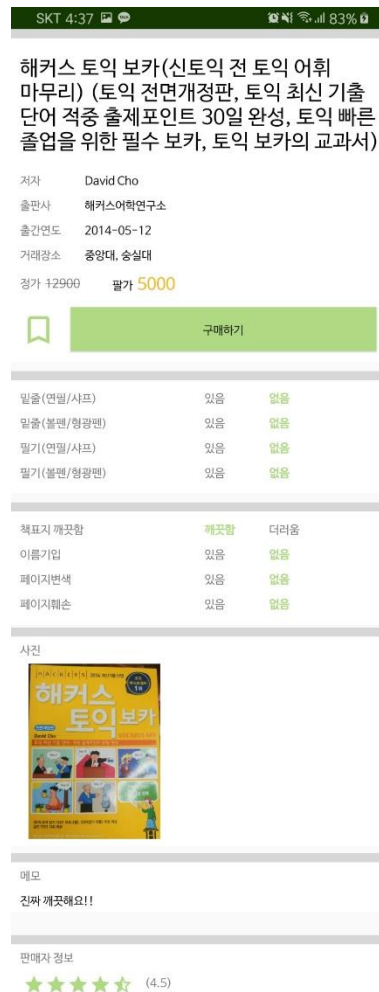 SKT 4:37 83%
해커스 토익 보카(신토익 전 토익 어휘
마무리) (토익 전면개정판, 토익 최신 기출
단어 적중 출제포인트 30일 완성, 토익 빠른
졸업을 위한 필수 보카, 토익 보카의 교과서)
저자 David Cho
출판사 해커스어학연구소
출간연도 2014-05-12
거래장소 중앙대, 숭실대
정가 12900 팔가 5000
구매하기
밑줄(연필/샤프) 있음 없음
밑줄(볼펜/형광펜) 있음 없음
필기(연필/샤프) 있음 없음
필기(볼펜/형광펜) 있음 없음
책표지 깨끗함 깨끗함 더러움
이름기입 있음 없음
페이지변색 있음 없음
페이지훼손 있음 없음
사진
HACKERS
해커스
토익보카
David Cho VOCABULARY
메모
진짜 깨끗해요!!
판매자 정보
(4.5)